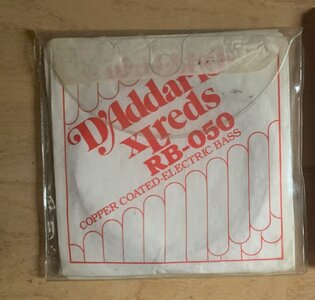 D'Addario
XLreds
RB-050
COPPER COATED-ELECTRIC BASS